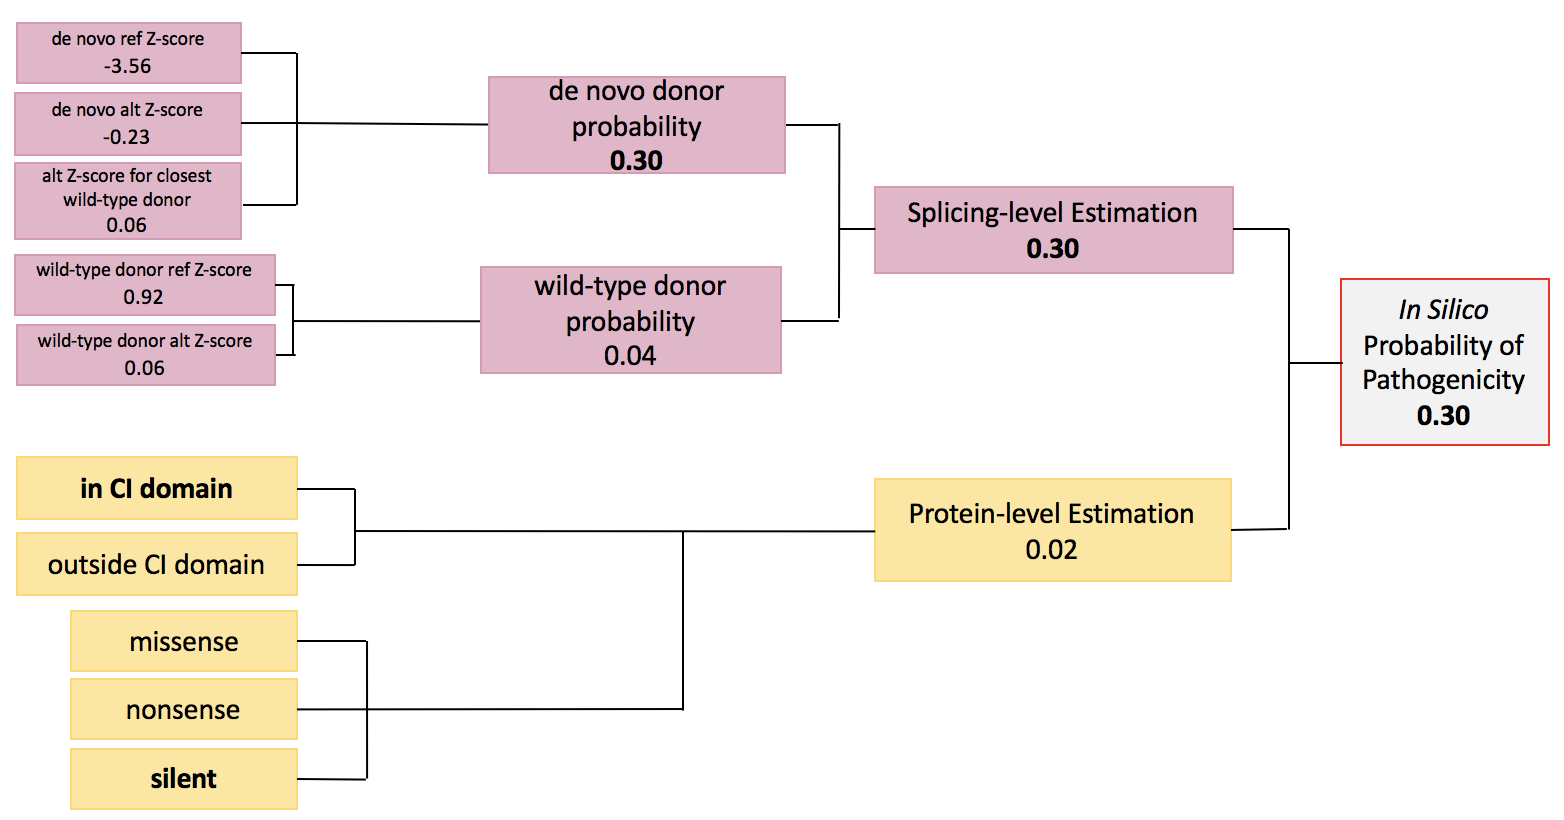 de novo ref Z-score
-3.56
de novo alt Z-score
-0.23
alt Z-score for closest
wild-type donor
0.06
wild-type donor ref Z-score
0.92
wild-type donor alt Z-score
0.06
de novo donor
probability
0.30
wild-type donor
probability
0.04
Splicing-level Estimation
0.30
In Silico
Probability of
Pathogenicity
0.30
in CI domain
outside CI domain
missense
nonsense
silent
Protein-level Estimation
0.02